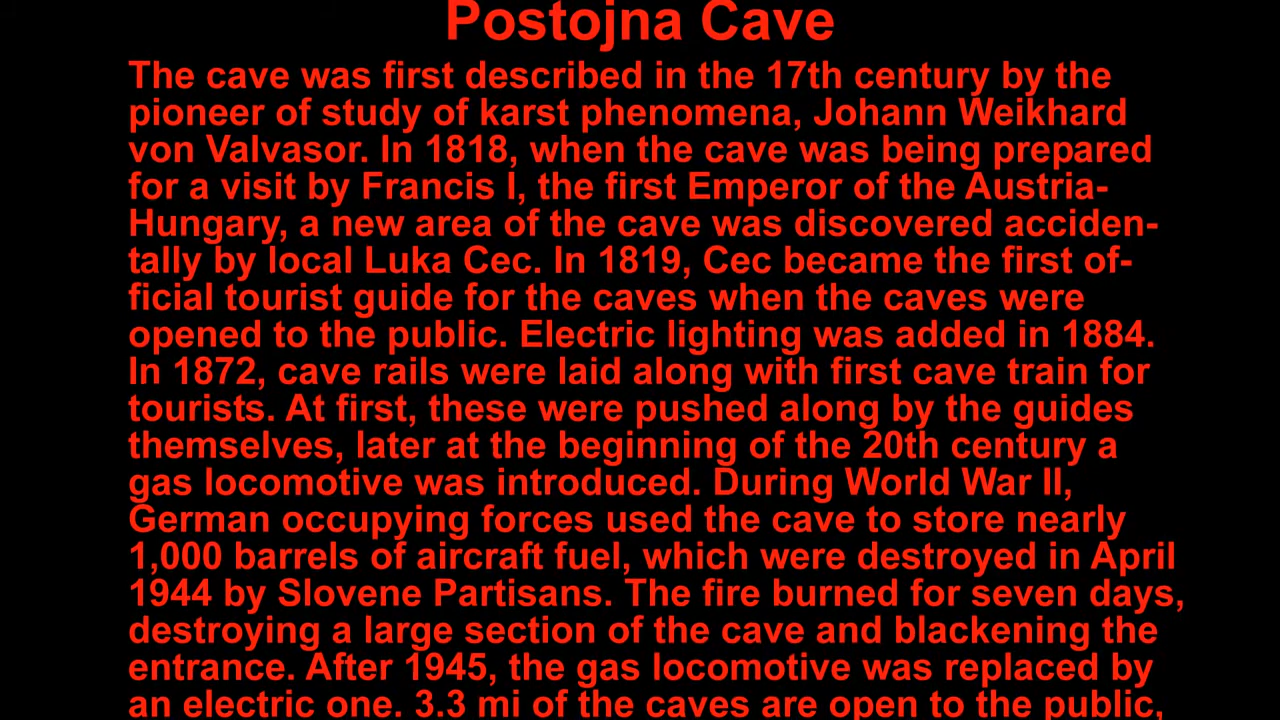 Postojna Cave
The cave was first described in the 17th century by the
pioneer of study of karst phenomena, Johann Weikhard
von Valvasor. In 1818, when the cave was being prepared
for a visit by Francis I, the first Emperor of the Austria-
Hungary, a new area of the cave was discovered acciden-
tally by local Luka Cec. In 1819, Cec became the first of-
ficial tourist guide for the caves when the caves were
opened to the public. Electric lighting was added in 1884.
In 1872, cave rails were laid along with first cave train for
tourists. At first, these were pushed along by the guides
themselves, later at the beginning of the 20th century a
gas locomotive was introduced. During World War II,
German occupying forces used the cave to store nearly
1,000 barrels of aircraft fuel, which were destroyed in April
1944 by Slovene Partisans. The fire burned for seven days,
destroying a large section of the cave and blackening the
entrance. After 1945, the gas locomotive was replaced by
an electric one. 3.3 mi of the caves are open to the public,